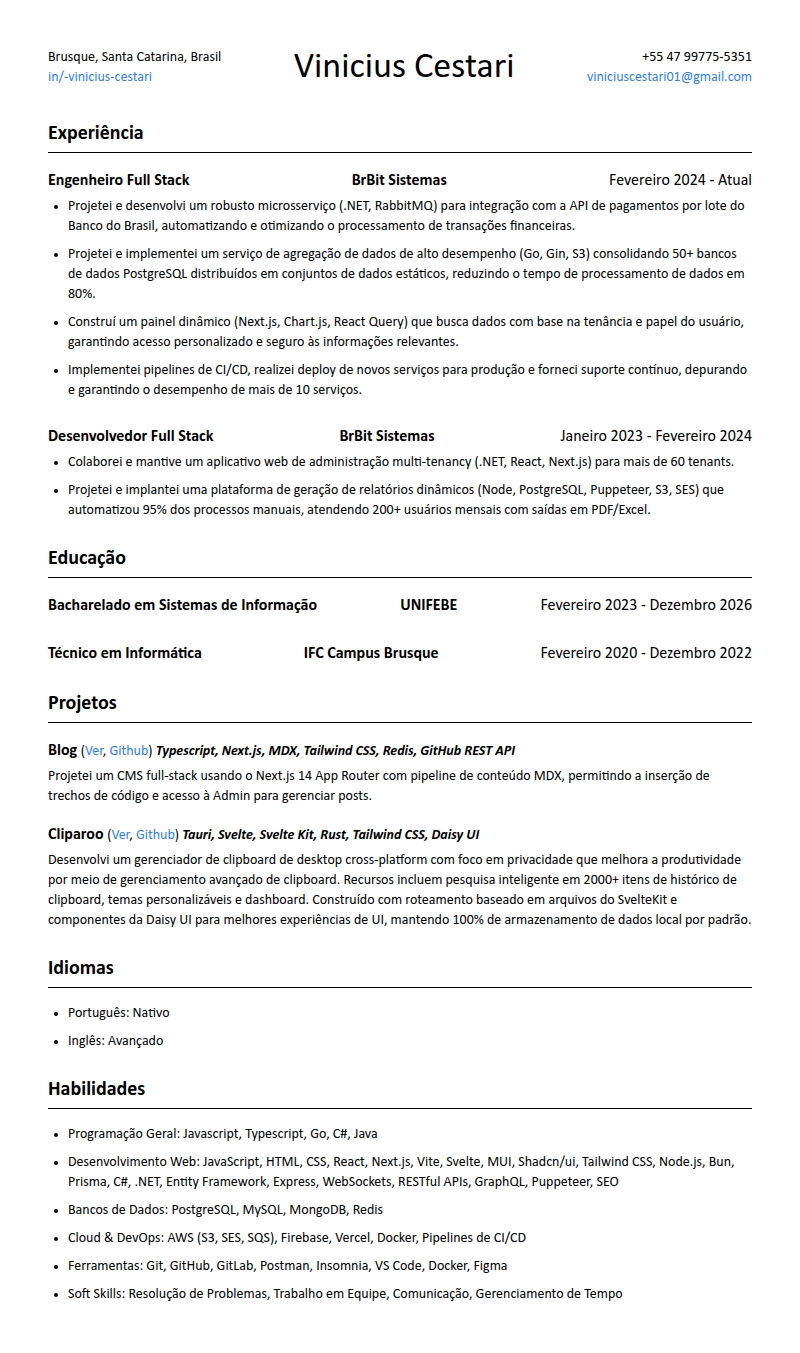 Brusque, Santa Catarina, Brasil
in/-vinicius-cestari
Vinicius Cestari
+55 47 99775-5351
viniciuscestari01@gmail.com
Experiência
Engenheiro Full Stack BrBit Sistemas Fevereiro 2024 - Atual
• Projetei e desenvolvi um robusto microsserviço (.NET, RabbitMQ) para integração com a API de pagamentos por lote do
Banco do Brasil, automatizando e otimizando o processamento de transações financeiras.
• Projetei e implementei um serviço de agregação de dados de alto desempenho (Go, Gin, S3) consolidando 50+ bancos
de dados PostgreSQL distribuídos em conjuntos de dados estáticos, reduzindo o tempo de processamento de dados em
80%.
• Construí um painel dinâmico (Next.js, Chart.js, React Query) que busca dados com base na tenância e papel do usuário,
garantindo acesso personalizado e seguro às informações relevantes.
• Implementei pipelines de CI/CD, realizei deploy de novos serviços para produção e forneci suporte contínuo, depurando
e garantindo o desempenho de mais de 10 serviços.
Desenvolvedor Full Stack BrBit Sistemas Janeiro 2023 - Fevereiro 2024
• Colaborei e mantive um aplicativo web de administração multi-tenancy (.NET, React, Next.js) para mais de 60 tenants.
• Projetei e implantei uma plataforma de geração de relatórios dinâmicos (Node, PostgreSQL, Puppeteer, S3, SES) que
automatizou 95% dos processos manuais, atendendo 200+ usuários mensais com saídas em PDF/Excel.
Educação
Bacharelado em Sistemas de Informação UNIFEBE Fevereiro 2023 - Dezembro 2026
Técnico em Informática IFC Campus Brusque Fevereiro 2020 - Dezembro 2022
Projetos
Blog (Ver, Github) Typescript, Next.js, MDX, Tailwind CSS, Redis, GitHub REST API
Projetei um CMS full-stack usando o Next.js 14 App Router com pipeline de conteúdo MDX, permitindo a inserção de
trechos de código e acesso à Admin para gerenciar posts.
Cliparoo (Ver, Github) Tauri, Svelte, Svelte Kit, Rust, Tailwind CSS, Daisy UI
Desenvolvi um gerenciador de clipboard de desktop cross-platform com foco em privacidade que melhora a produtividade
por meio de gerenciamento avançado de clipboard. Recursos incluem pesquisa inteligente em 2000+ itens de histórico de
clipboard, temas personalizáveis e dashboard. Construído com roteamento baseado em arquivos do SvelteKit e
componentes da Daisy UI para melhores experiências de UI, mantendo 100% de armazenamento de dados local por padrão.
Idiomas
• Português: Nativo
• Inglês: Avançado
Habilidades
• Programação Geral: Javascript, Typescript, Go, C#, Java
• Desenvolvimento Web: JavaScript, HTML, CSS, React, Next.js, Vite, Svelte, MUI, Shadcn/ui, Tailwind CSS, Node.js, Bun,
Prisma, C#, .NET, Entity Framework, Express, WebSockets, RESTful APIs, GraphQL, Puppeteer, SEO
• Bancos de Dados: PostgreSQL, MySQL, MongoDB, Redis
• Cloud & DevOps: AWS (S3, SES, SQS), Firebase, Vercel, Docker, Pipelines de CI/CD
• Ferramentas: Git, GitHub, GitLab, Postman, Insomnia, VS Code, Docker, Figma
• Soft Skills: Resolução de Problemas, Trabalho em Equipe, Comunicação, Gerenciamento de Tempo